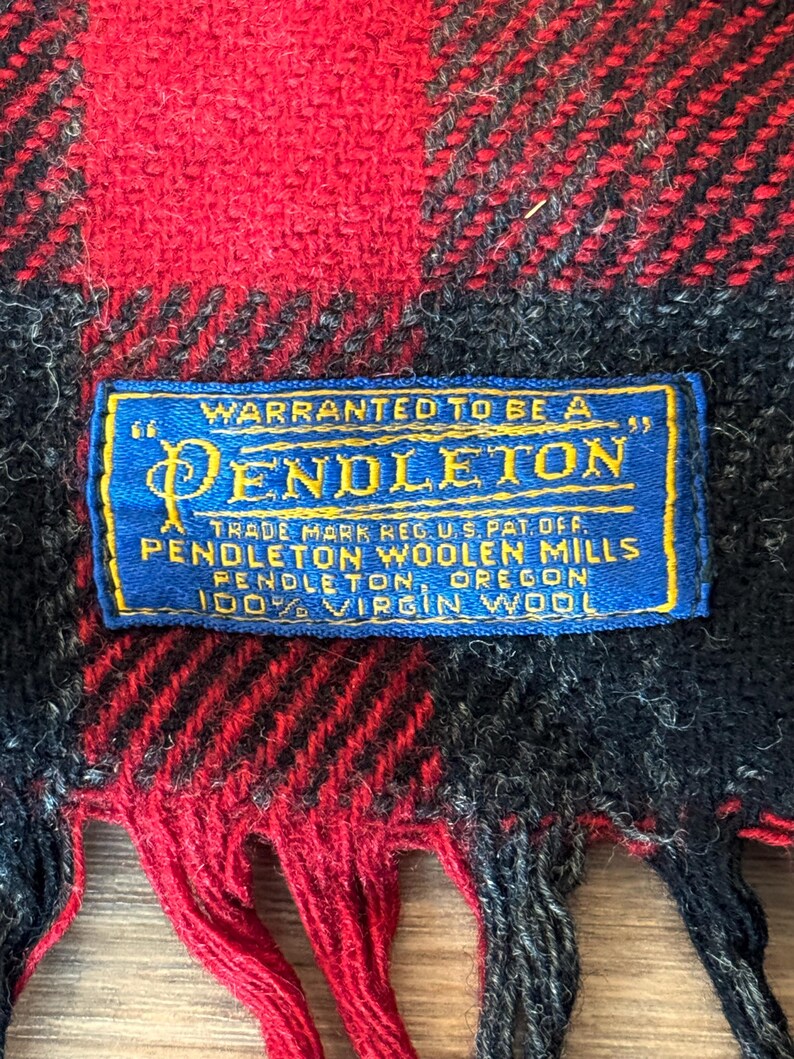 WARRANTED TO BE A
"PENDLETON"
TRADE MARK REG. U.S. PAT. OFF.
PENDLETON WOOLEN MILLS
PENDLETON, OREGON
100% VIRGIN WOOL